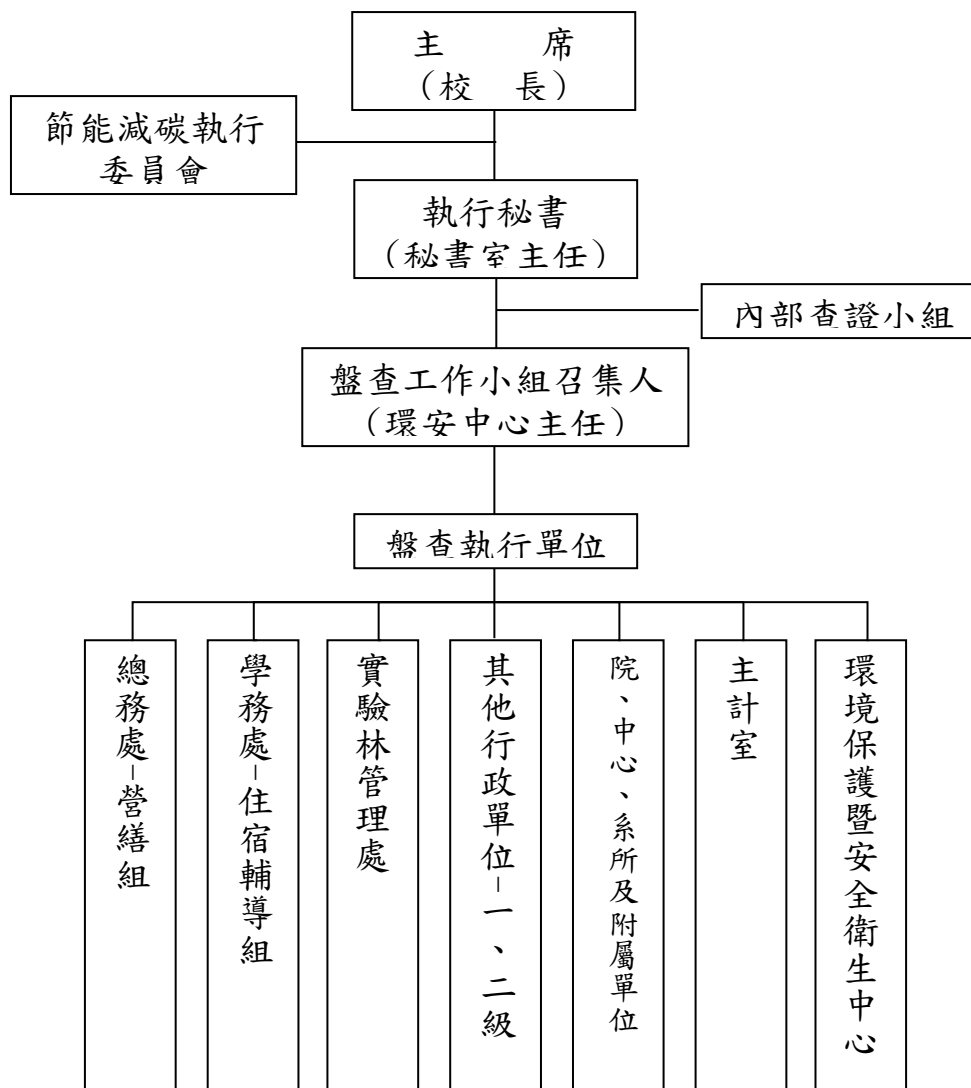 主 席
（校 長）
節能減碳執行
委員會
執行秘書
（秘書室主任）
內部查證小組
盤查工作小組召集人
（環安中心主任）
盤查執行單位
總務處-營繕組
學務處-住宿輔導組
實驗林管理處
其他行政單位-一、二級
院、中心、系所及附屬單位
主計室
環境保護暨安全衛生中心